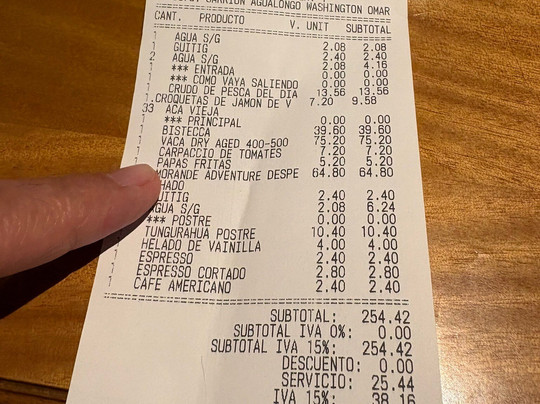 CARRION AGUALONGO WASHINGTON OMAR
CANT. PRODUCTO V. UNIT SUBTOTAL
1 AGUA S/G 2.08 2.08
1 GUITIG 2.40 2.40
2 AGUA S/G 2.08 4.16
1 *** ENTRADA 0.00 0.00
1 *** COMO VAYA SALIENDO 0.00 0.00
1 CRUDO DE PESCA DEL DIA 13.56 13.56
1.33 CROQUETAS DE JAMON DE VACA VIEJA 7.20 9.58
1 *** PRINCIPAL 0.00 0.00
1 BISTECCA 39.60 39.60
1 VACA DRY AGED 400-500 75.20 75.20
1 CARPACCIO DE TOMATES 7.20 7.20
1 PAPAS FRITAS 5.20 5.20
MORANDE ADVENTURE DESPE 64.80 64.80
HADO
UITIG 2.40 2.40
AGUA S/G 2.08 6.24
*** POSTRE 0.00 0.00
1 TUNGURAHUA POSTRE 10.40 10.40
1 HELADO DE VAINILLA 4.00 4.00
1 ESPRESSO 2.40 2.40
1 ESPRESSO CORTADO 2.80 2.80
1 CAFE AMERICANO 2.40 2.40
SUBTOTAL: 254.42
SUBTOTAL IVA 0%: 0.00
SUBTOTAL IVA 15%: 254.42
DESCUENTO: 0.00
SERVICIO: 25.44
IVA 15%: 38.16